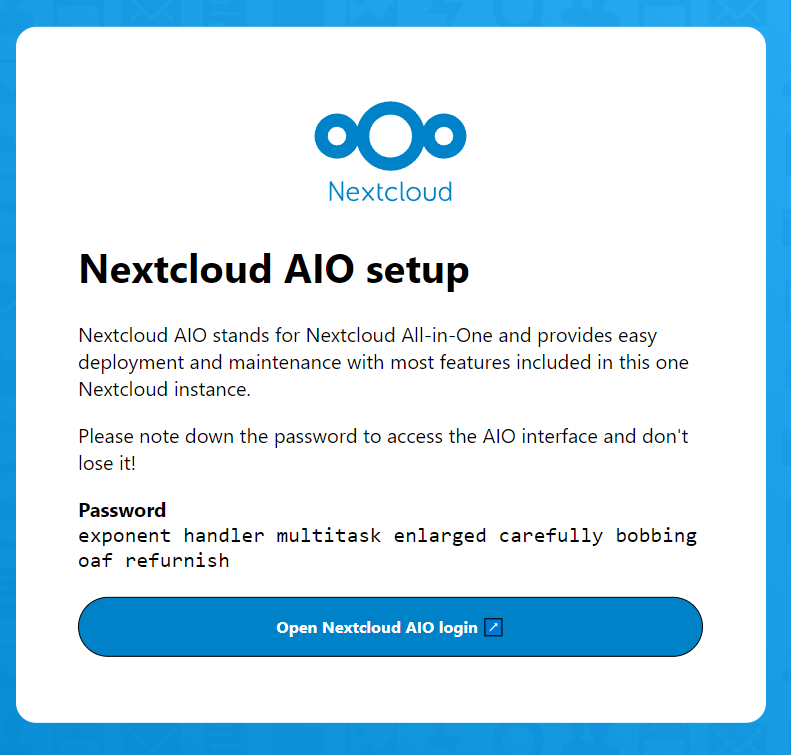 Nextcloud
Nextcloud AIO setup
Nextcloud AIO stands for Nextcloud All-in-One and provides easy
deployment and maintenance with most features included in this one
Nextcloud instance.
Please note down the password to access the AIO interface and don't
lose it!
Password
exponent handler multitask enlarged carefully bobbing
oaf refurnish
Open Nextcloud AIO login ↗